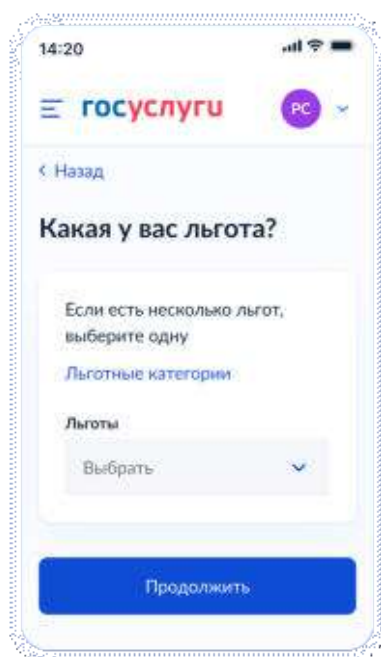 14:20
госуслуги
РС
Назад
Какая у вас льгота?
Если есть несколько льгот,
выберите одну
Льготные категории
Льготы
Выбрать
Продолжить